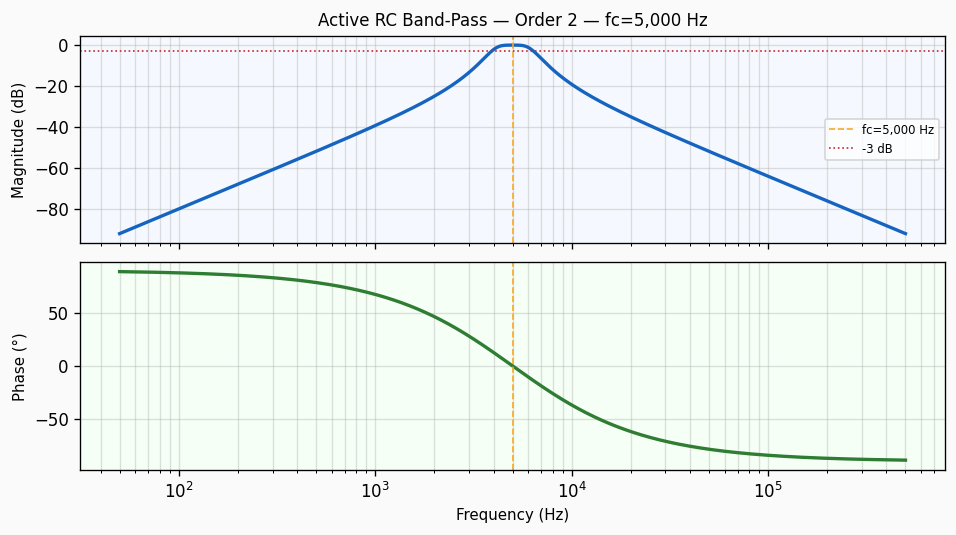 Active RC Band-Pass — Order 2 — fc=5,000 Hz
Magnitude (dB)
0
−20
−40
−60
−80
fc=5,000 Hz
-3 dB
Phase (°)
50
0
−50
10²
10³
10⁴
10⁵
Frequency (Hz)